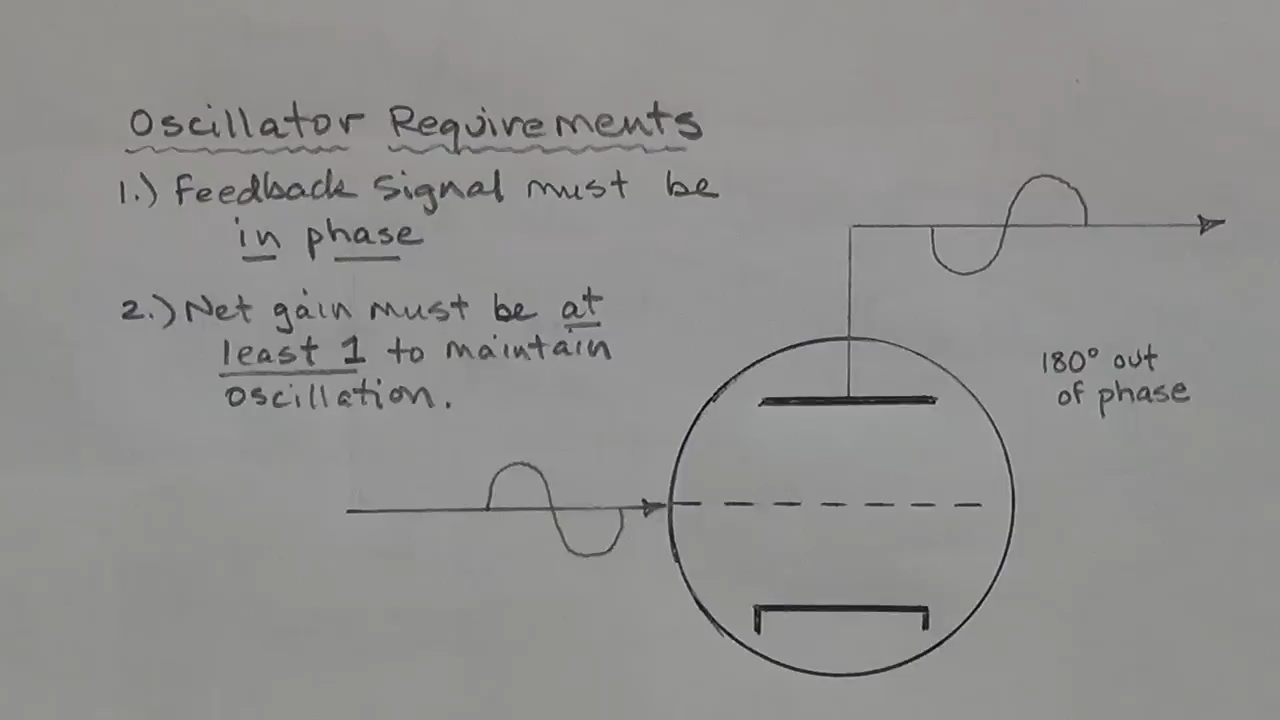 Oscillator Requirements
1.) Feedback Signal must be
in phase
2.) Net gain must be at
least 1 to maintain
oscillation.
180° out
of phase